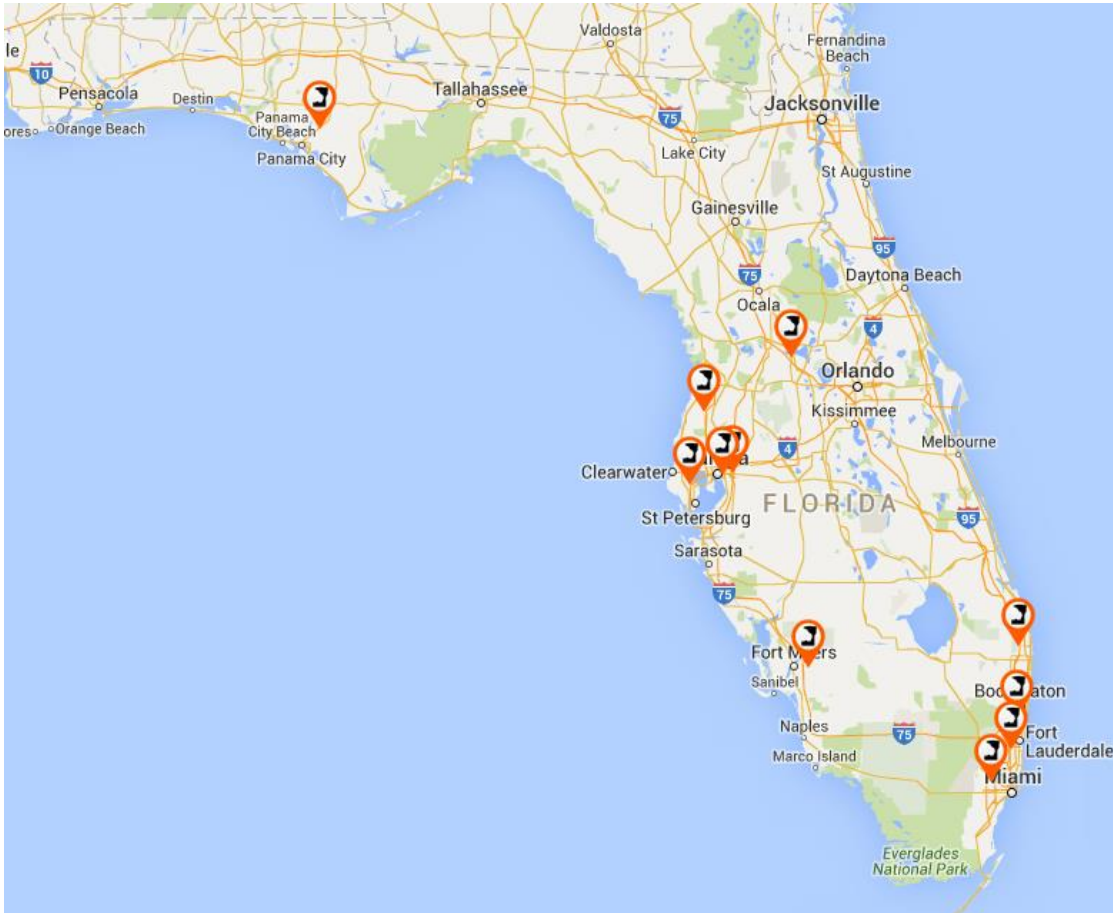 Valdosta
Fernandina
Beach
le
10
Pensacola
Destin
Tallahassee
Jacksonville
75
Panama
City Beach
Panama City
ores
Orange Beach
Lake City
St Augustine
Gainesville
95
75
Daytona Beach
Ocala
4
Orlando
Kissimmee
Melbourne
4
Clearwater
FLORIDA
St Petersburg
95
Sarasota
75
Fort Myers
Sanibel
Boca Raton
Naples
75
Fort
Lauderdale
Marco Island
Miami
Everglades
National Park